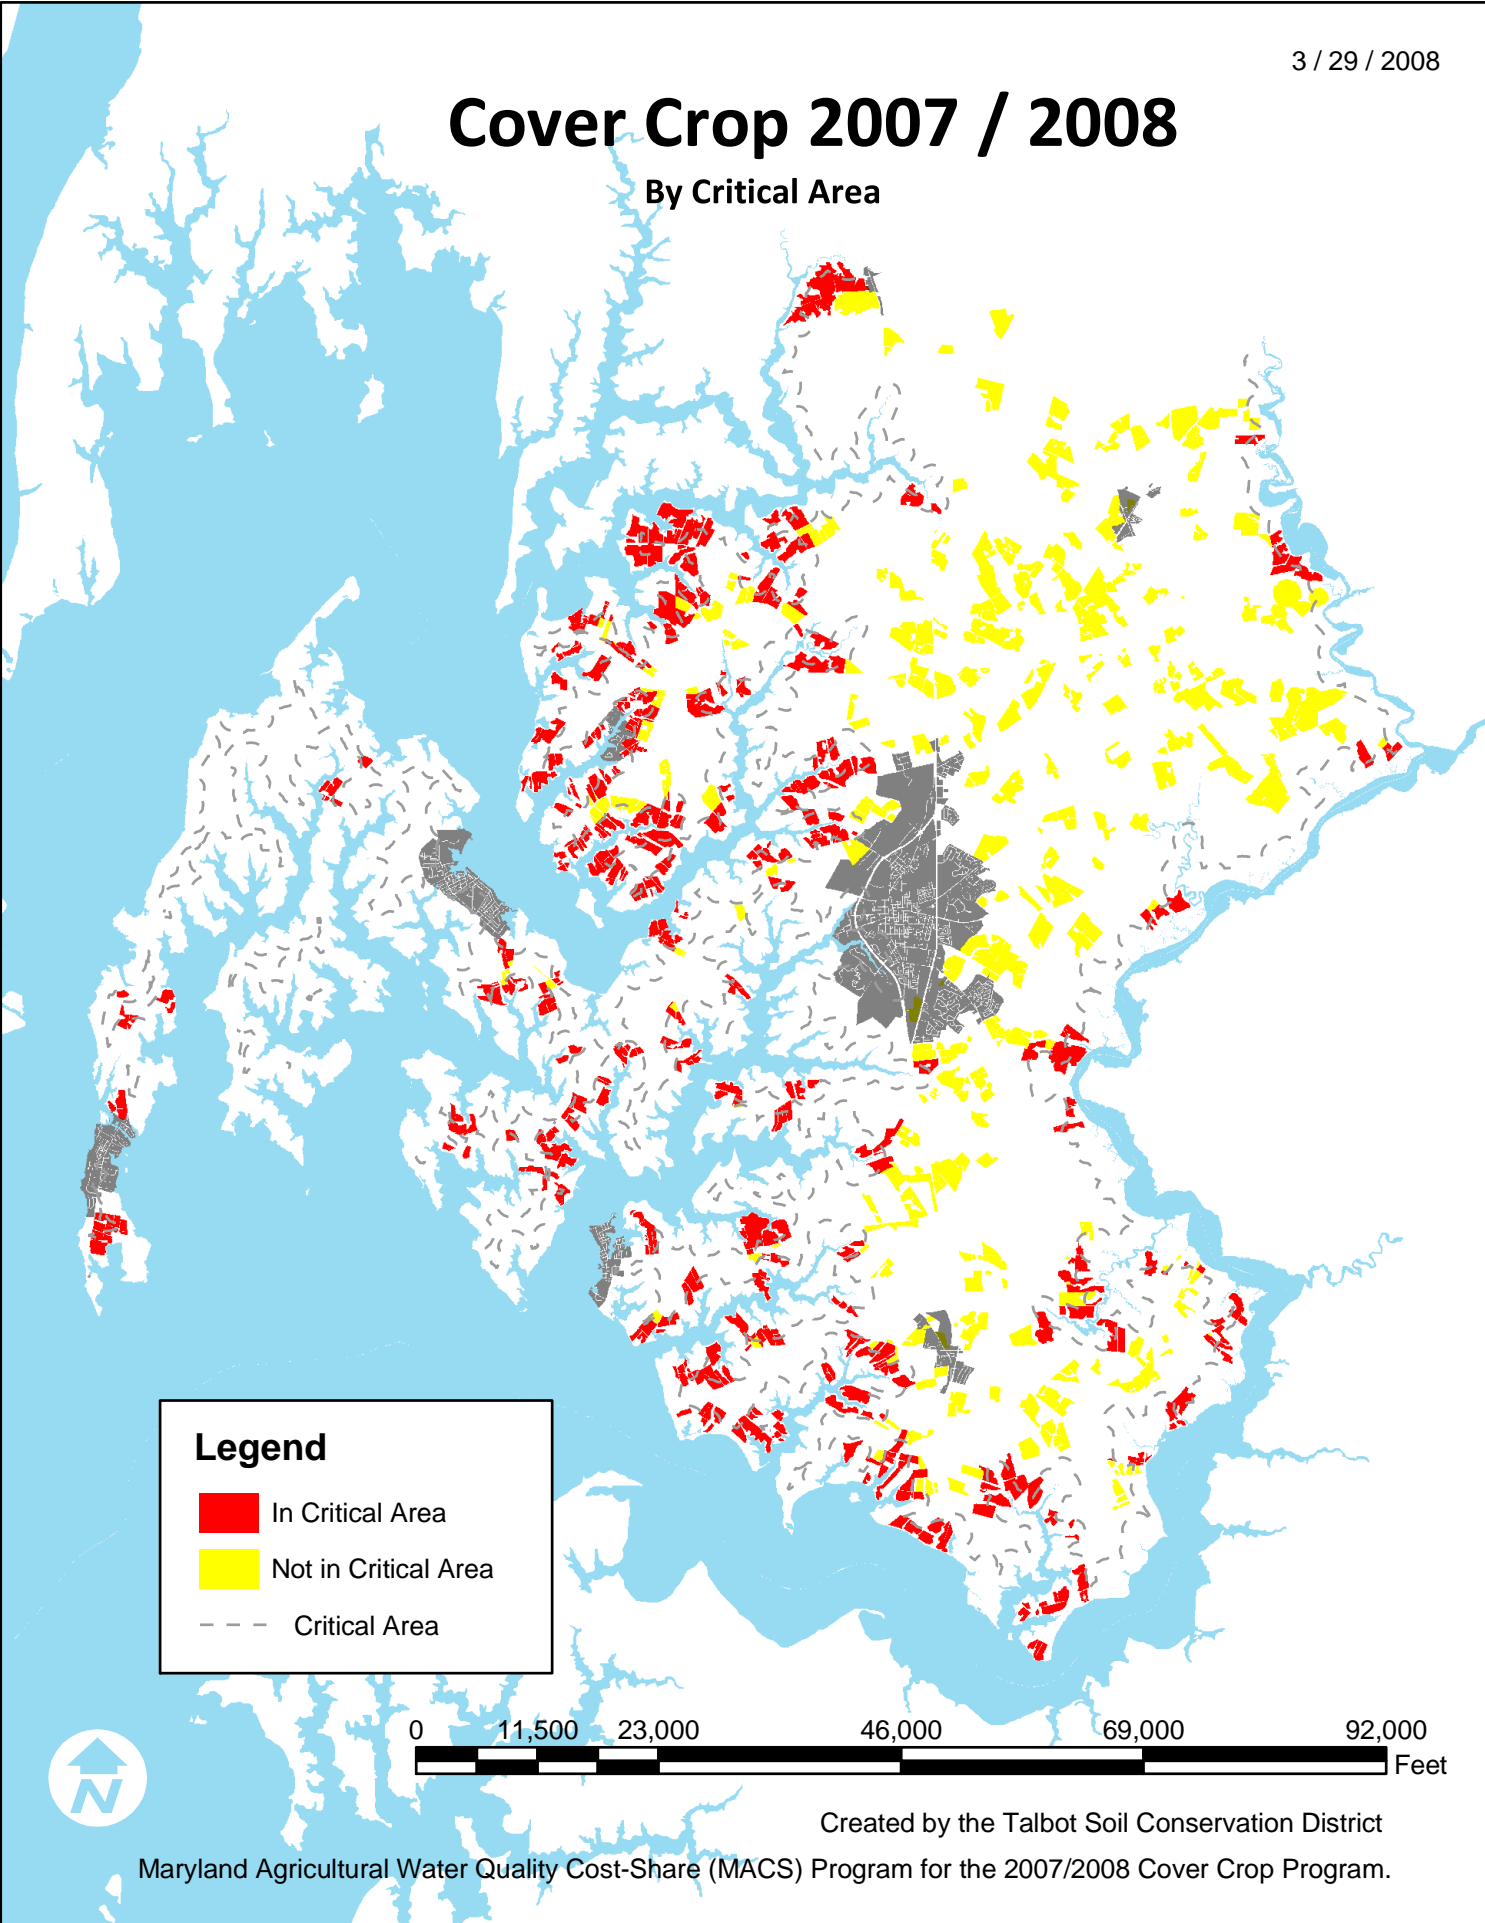 3 / 29 / 2008
Cover Crop 2007 / 2008
By Critical Area
Legend
In Critical Area
Not in Critical Area
Critical Area
0 11,500 23,000 46,000 69,000 92,000
Feet
N
Created by the Talbot Soil Conservation District
Maryland Agricultural Water Quality Cost-Share (MACS) Program for the 2007/2008 Cover Crop Program.